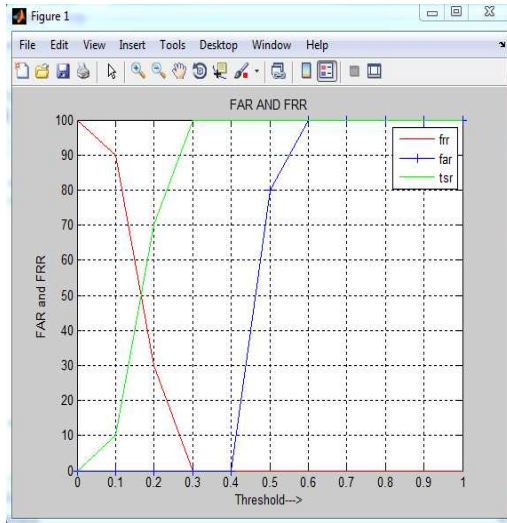 Figure 1
File Edit View Insert Tools Desktop Window Help
FAR AND FRR
100
90
80
70
60
50
40
30
20
10
0
FAR and FRR
frr
far
tsr
0 0.1 0.2 0.3 0.4 0.5 0.6 0.7 0.8 0.9 1
Threshold--->